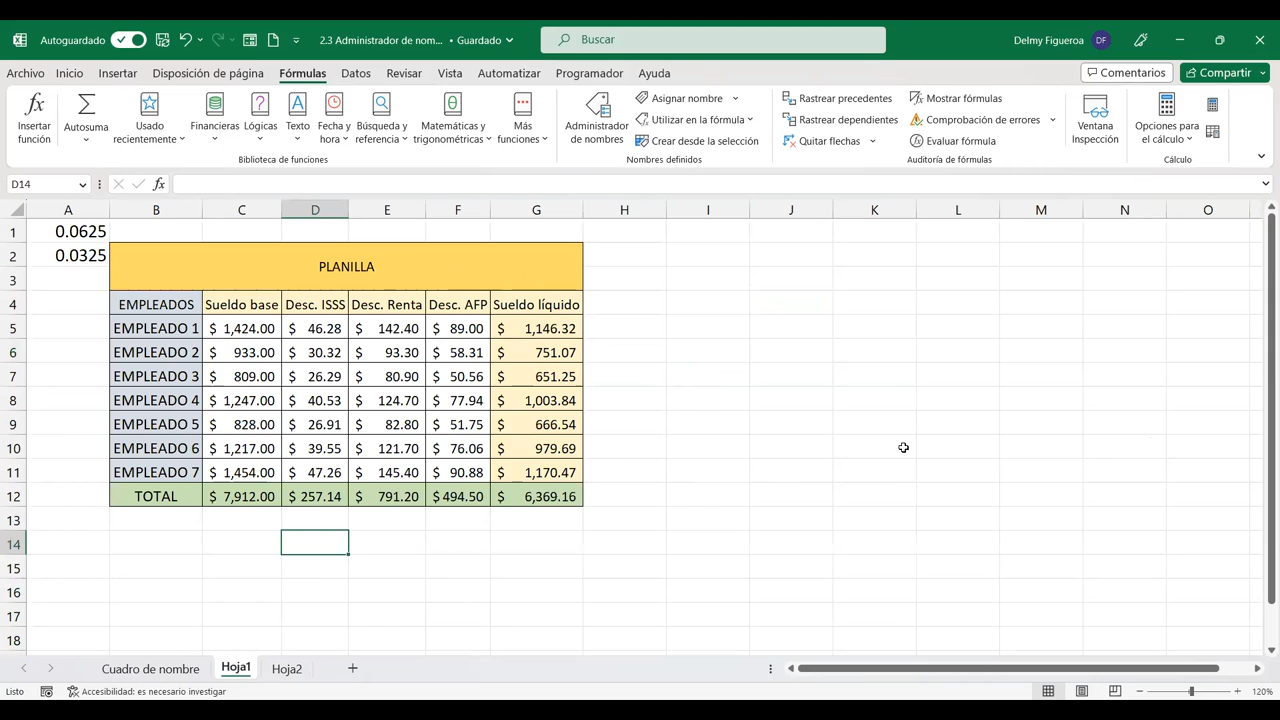 Autoguardado 2.3 Administrador de nom... • Guardado Buscar Delmy Figueroa DF
Archivo Inicio Insertar Disposición de página Fórmulas Datos Revisar Vista Automatizar Programador Ayuda Comentarios Compartir
Insertar función
Autosuma
Usado recientemente
Financieras
Lógicas
Texto
Fecha y hora
Búsqueda y referencia
Matemáticas y trigonométricas
Más funciones
Biblioteca de funciones
Administrador de nombres
Asignar nombre
Utilizar en la fórmula
Crear desde la selección
Nombres definidos
Rastrear precedentes
Rastrear dependientes
Quitar flechas
Mostrar fórmulas
Comprobación de errores
Evaluar fórmula
Auditoría de fórmulas
Ventana Inspección
Opciones para el cálculo
Cálculo
D14 fx
A B C D E F G H I J K L M N O
1 0.0625
2 0.0325
PLANILLA
3
4 EMPLEADOS Sueldo base Desc. ISSS Desc. Renta Desc. AFP Sueldo líquido
5 EMPLEADO 1 $ 1,424.00 $ 46.28 $ 142.40 $ 89.00 $ 1,146.32
6 EMPLEADO 2 $ 933.00 $ 30.32 $ 93.30 $ 58.31 $ 751.07
7 EMPLEADO 3 $ 809.00 $ 26.29 $ 80.90 $ 50.56 $ 651.25
8 EMPLEADO 4 $ 1,247.00 $ 40.53 $ 124.70 $ 77.94 $ 1,003.84
9 EMPLEADO 5 $ 828.00 $ 26.91 $ 82.80 $ 51.75 $ 666.54
10 EMPLEADO 6 $ 1,217.00 $ 39.55 $ 121.70 $ 76.06 $ 979.69
11 EMPLEADO 7 $ 1,454.00 $ 47.26 $ 145.40 $ 90.88 $ 1,170.47
12 TOTAL $ 7,912.00 $ 257.14 $ 791.20 $ 494.50 $ 6,369.16
13
14
15
16
17
18
Cuadro de nombre Hoja1 Hoja2
Listo Accesibilidad: es necesario investigar 120%